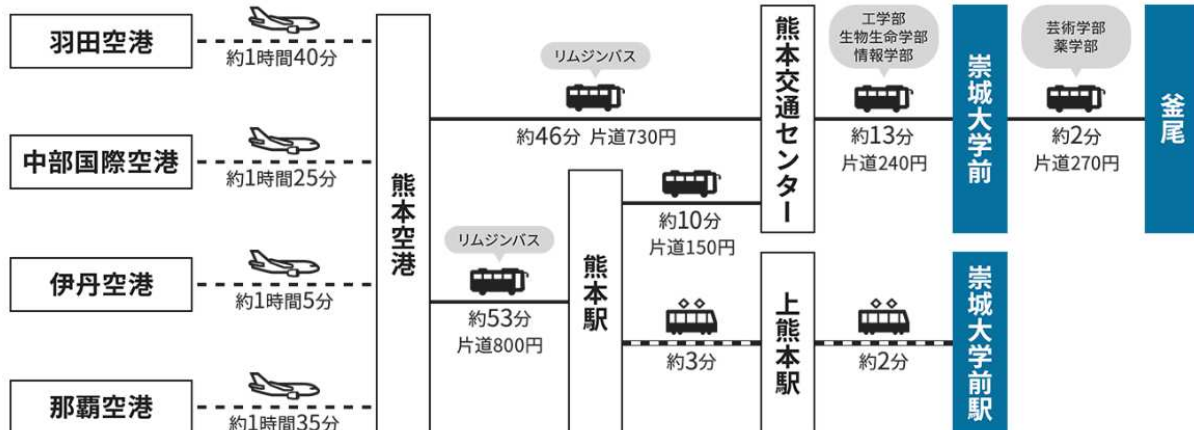 羽田空港
約1時間40分
中部国際空港
約1時間25分
伊丹空港
約1時間5分
那覇空港
約1時間35分
熊本空港
リムジンバス
約46分 片道730円
リムジンバス
約53分
片道800円
熊本駅
約10分
片道150円
約3分
熊本交通センター
上熊本駅
工学部
生物生命学部
情報学部
約13分
片道240円
約2分
崇城大学前
崇城大学前駅
芸術学部
薬学部
約2分
片道270円
釜尾